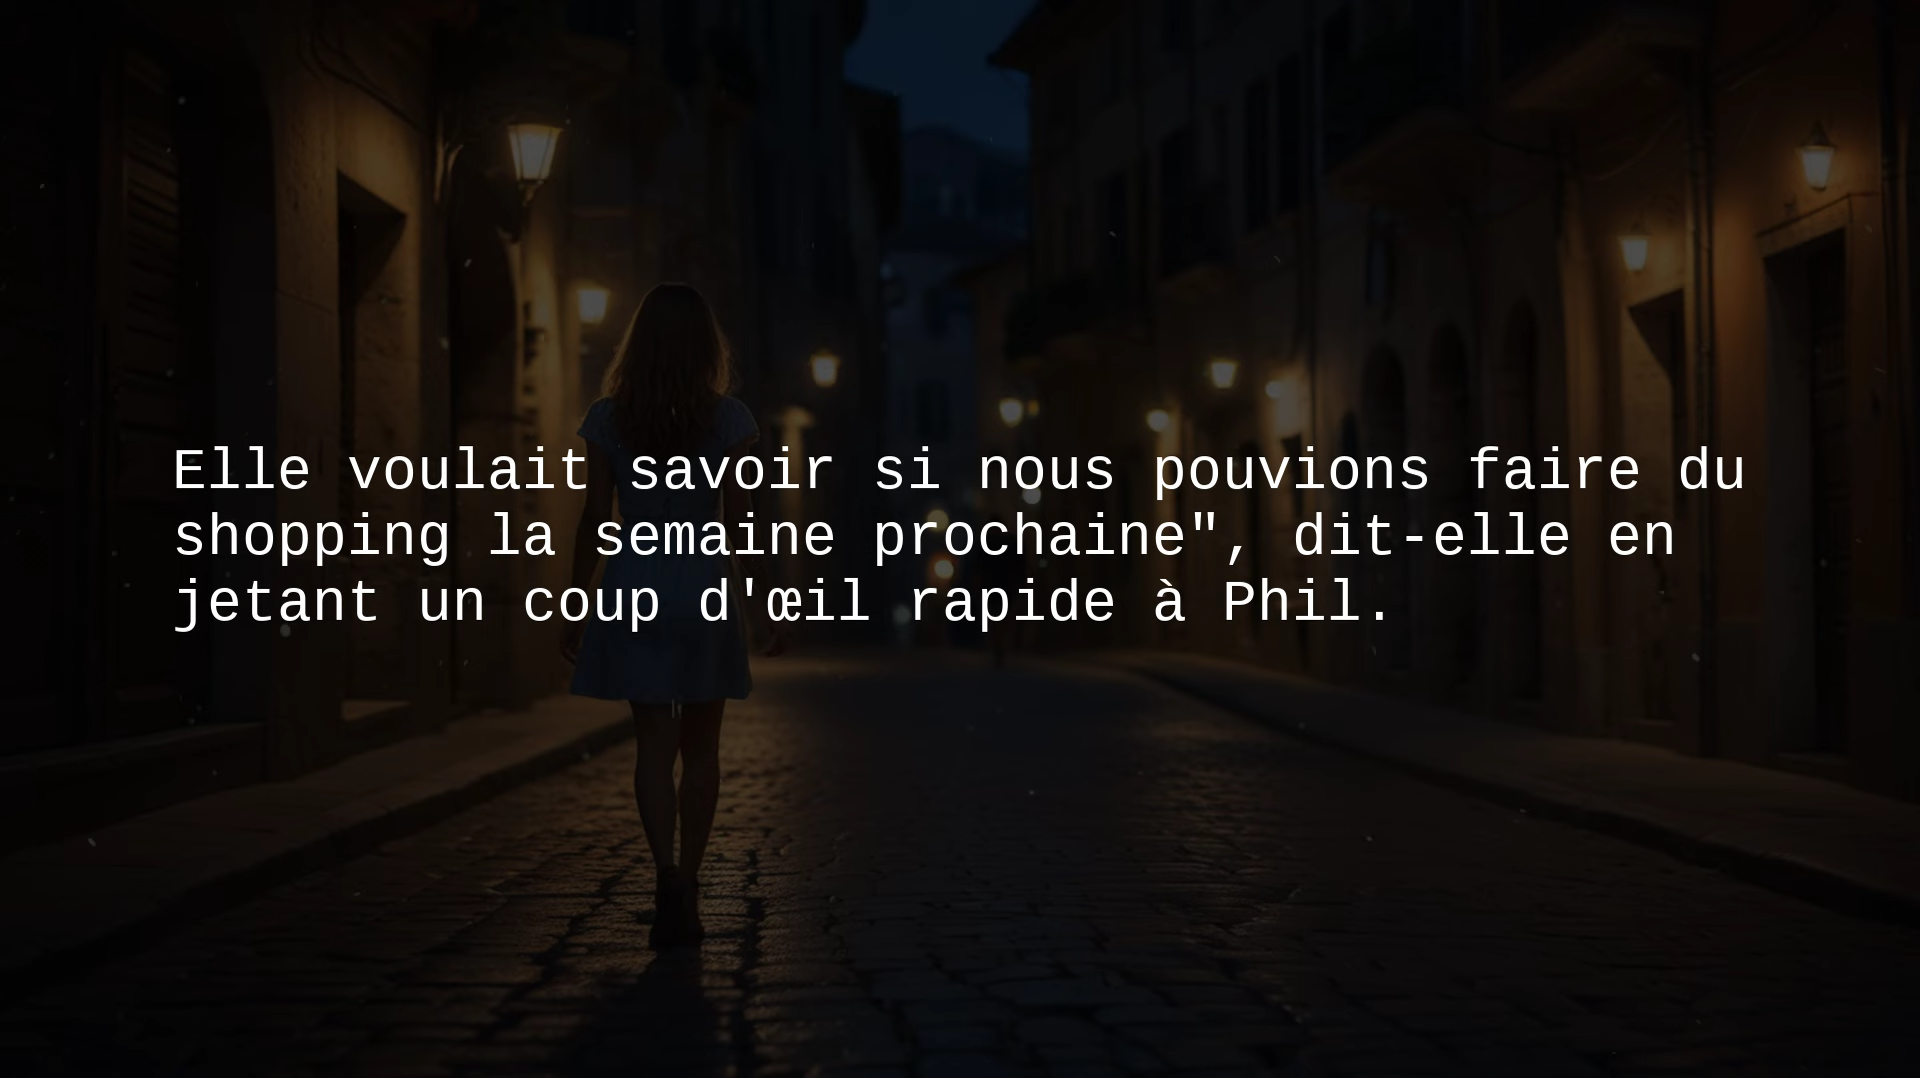 Elle voulait savoir si nous pouvions faire du
shopping la semaine prochaine", dit-elle en
jetant un coup d'œil rapide à Phil.